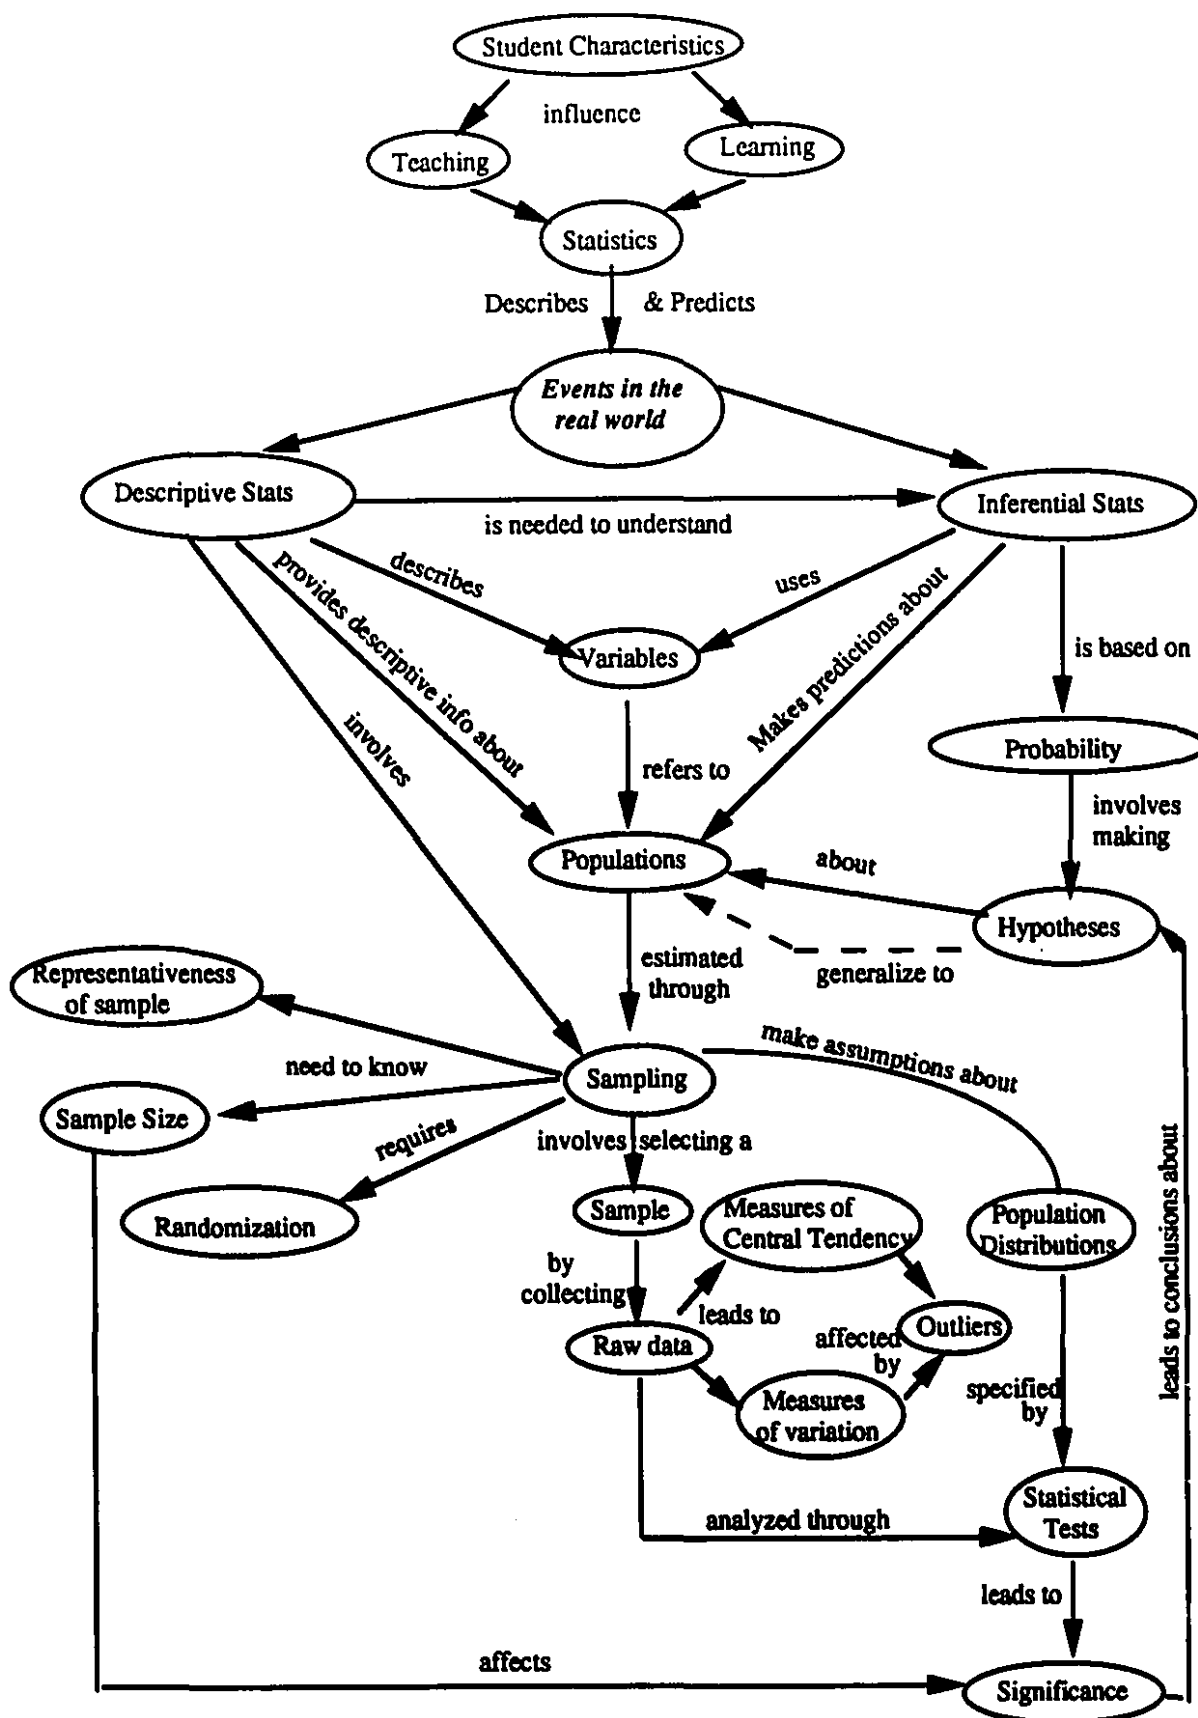 Student Characteristics
influence
Teaching
Learning
Statistics
Describes & Predicts
Events in the
real world
Descriptive Stats
is needed to understand
Inferential Stats
provides descriptive info about
describes
uses
Makes predictions about
is based on
Variables
involves
refers to
Probability
involves
making
Populations
about
Hypotheses
generalize to
estimated
through
Representativeness
of sample
need to know
Sampling
make assumptions about
Sample Size
requires
involves selecting a
Randomization
Sample
Measures of
Central Tendency
Population
Distributions
leads to conclusions about
by
collecting
leads to
Raw data
affected
by
Outliers
Measures
of variation
specified
by
analyzed through
Statistical
Tests
leads to
affects
Significance